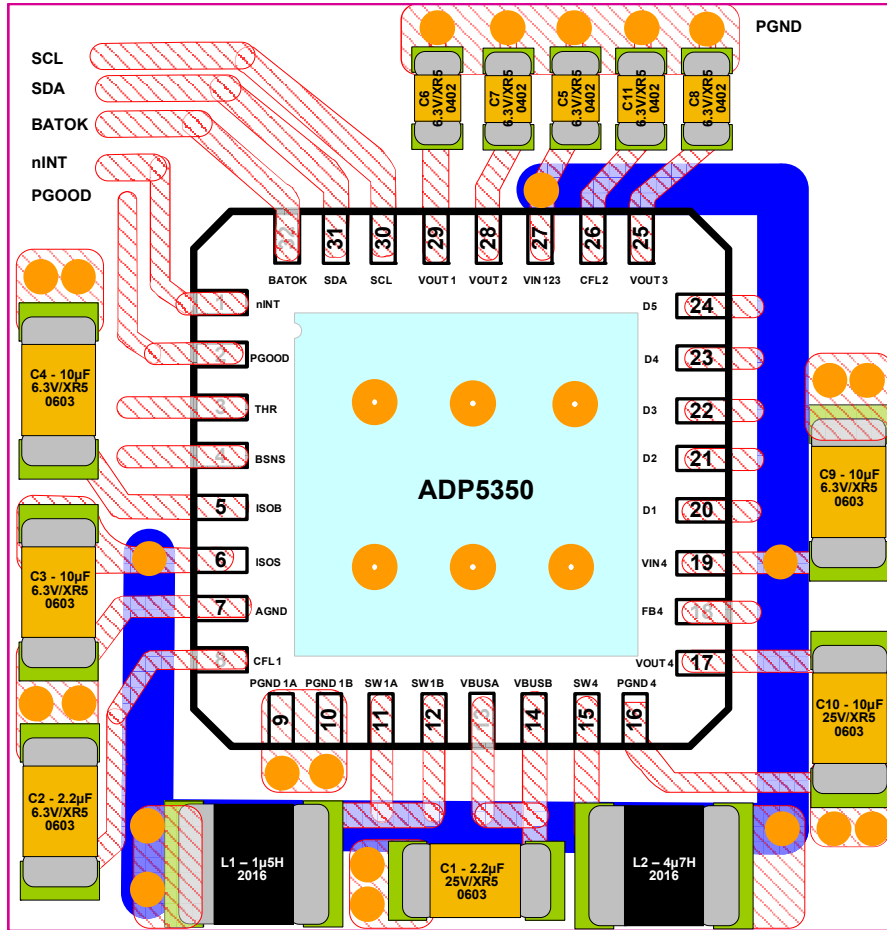 PGND
SCL
SDA
BATOK
nINT
PGOOD
C6
6.3V/XR5
0402
C7
6.3V/XR5
0402
C5
6.3V/XR5
0402
C11
6.3V/XR5
0402
C8
6.3V/XR5
0402
32
31
30
29
28
27
26
25
BATOK
SDA
SCL
VOUT1
VOUT2
VIN123
CFL2
VOUT3
1
nINT
2
PGOOD
3
THR
4
BSNS
5
ISOB
6
ISOS
7
AGND
8
CFL1
D5
24
D4
23
D3
22
D2
21
D1
20
VIN4
19
FB4
18
VOUT4
17
ADP5350
C4 - 10µF
6.3V/XR5
0603
C3 - 10µF
6.3V/XR5
0603
C2 - 2.2µF
6.3V/XR5
0603
C9 - 10µF
6.3V/XR5
0603
C10 - 10µF
25V/XR5
0603
PGND1A
PGND1B
SW1A
SW1B
VBUSA
VBUSB
SW4
PGND4
9
10
11
12
13
14
15
16
L1 – 1µ5H
2016
C1 - 2.2µF
25V/XR5
0603
L2 – 4µ7H
2016